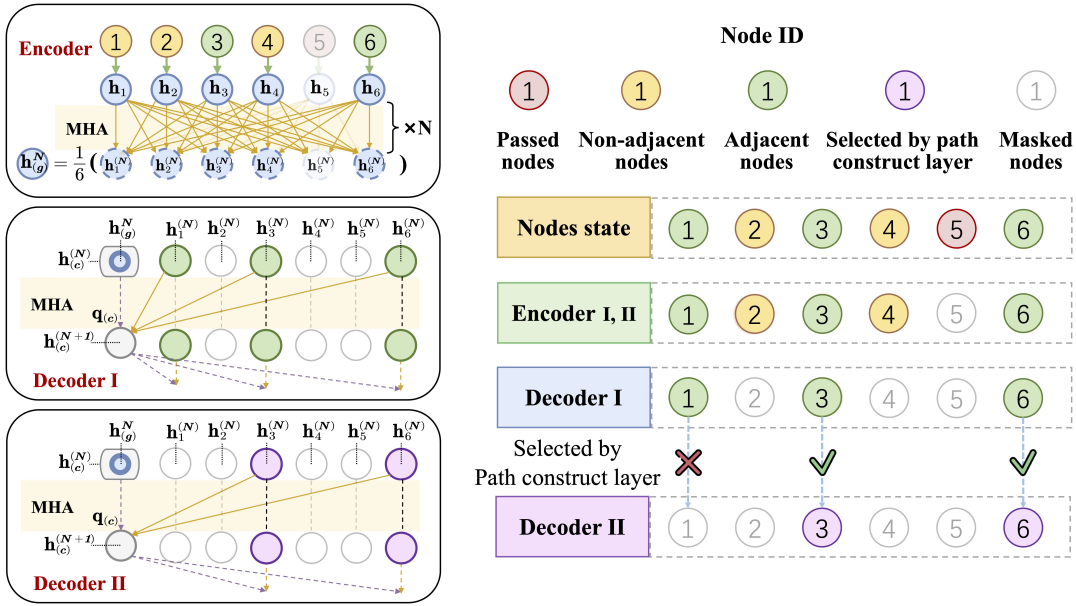 Encoder
1 2 3 4 5 6
h₁ h₂ h₃ h₄ h₅ h₆
MHA
×N
h₍g₎ᴺ = 1/6 ( h₁⁽ᴺ⁾ h₂⁽ᴺ⁾ h₃⁽ᴺ⁾ h₄⁽ᴺ⁾ h₅⁽ᴺ⁾ h₆⁽ᴺ⁾ )
h₍g₎ᴺ h₁⁽ᴺ⁾ h₂⁽ᴺ⁾ h₃⁽ᴺ⁾ h₄⁽ᴺ⁾ h₅⁽ᴺ⁾ h₆⁽ᴺ⁾
h₍c₎⁽ᴺ⁾
MHA
q₍c₎
h₍c₎⁽ᴺ⁺¹⁾
Decoder I
h₍g₎ᴺ h₁⁽ᴺ⁾ h₂⁽ᴺ⁾ h₃⁽ᴺ⁾ h₄⁽ᴺ⁾ h₅⁽ᴺ⁾ h₆⁽ᴺ⁾
h₍c₎⁽ᴺ⁾
MHA
q₍c₎
h₍c₎⁽ᴺ⁺¹⁾
Decoder II
Node ID
1 1 1 1 1
Passed
nodes
Non-adjacent
nodes
Adjacent
nodes
Selected by path
construct layer
Masked
nodes
Nodes state 1 2 3 4 5 6
Encoder I, II 1 2 3 4 5 6
Decoder I 1 2 3 4 5 6
Selected by
Path construct layer
Decoder II 1 2 3 4 5 6